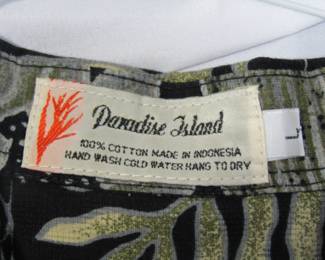 Paradise Island
100% COTTON MADE IN INDONESIA
HAND WASH COLD WATER HANG TO DRY
L